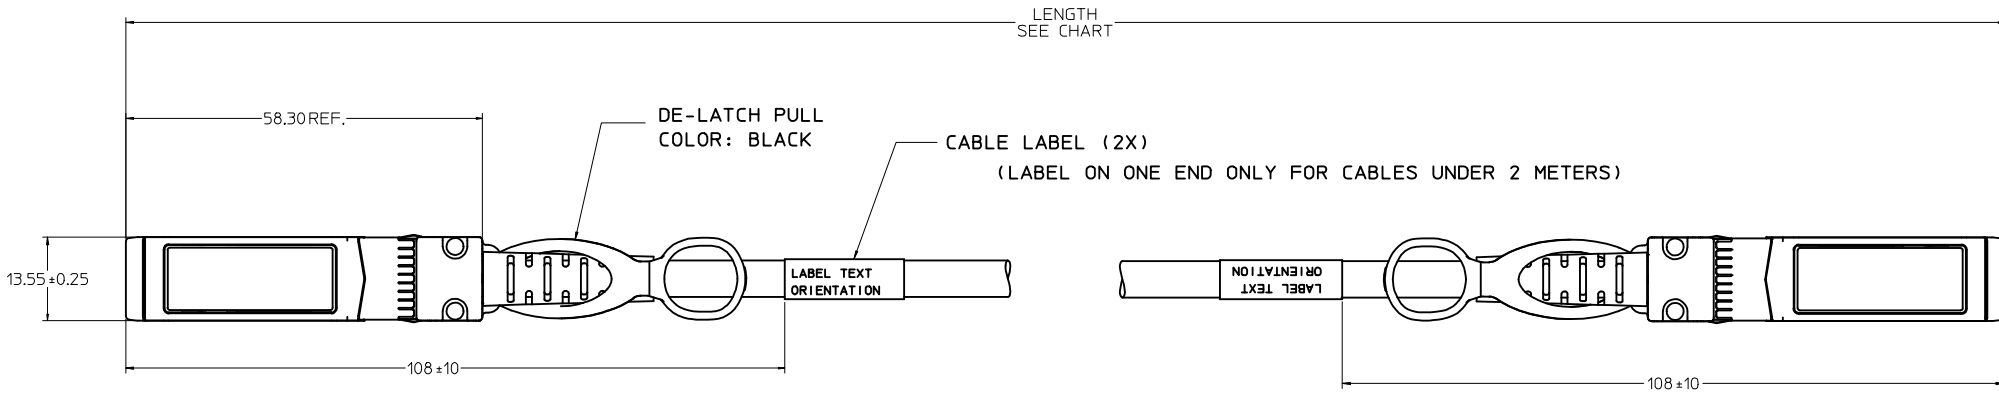 LENGTH
SEE CHART
58.30 REF.
DE-LATCH PULL
COLOR: BLACK
CABLE LABEL (2X)
(LABEL ON ONE END ONLY FOR CABLES UNDER 2 METERS)
13.55±0.25
LABEL TEXT
ORIENTATION
LABEL TEXT
ORIENTATION
108±10
108±10